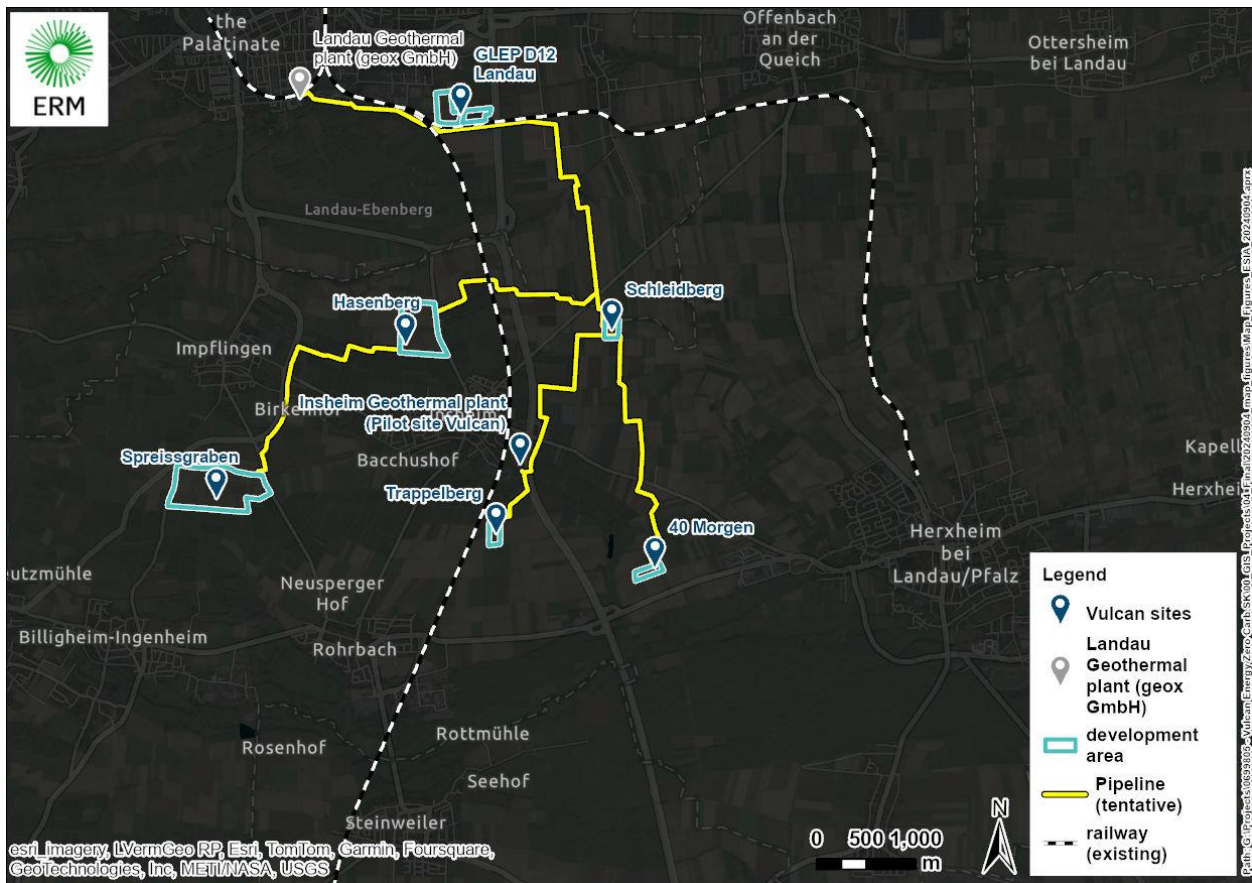 the
Palatinate
Landau Geothermal
plant (geox GmbH)
GLEP D12
Landau
Offenbach
an der
Queich
Ottersheim
bei Landau
ERM
Landau-Ebenberg
Hasenberg
Schleidberg
Impflingen
Birkenhof
Insheim Geothermal plant
(Pilot site Vulcan)
Insheim
Bacchushof
Spreissgraben
Trappelberg
40 Morgen
Kapell
Herxhei
Herxheim
bei
Landau/Pfalz
eutzmühle
Neusperger
Hof
Billigheim-Ingenheim
Rohrbach
Rosenhof
Rottmühle
Seehof
Steinweiler
Legend
Vulcan sites
Landau
Geothermal
plant (geox
GmbH)
development
area
Pipeline
(tentative)
railway
(existing)
N
0 500 1,000
m
esri_imagery, LVermGeo RP, Esri, TomTom, Garmin, Foursquare,
GeoTechnologies, Inc, METI/NASA, USGS